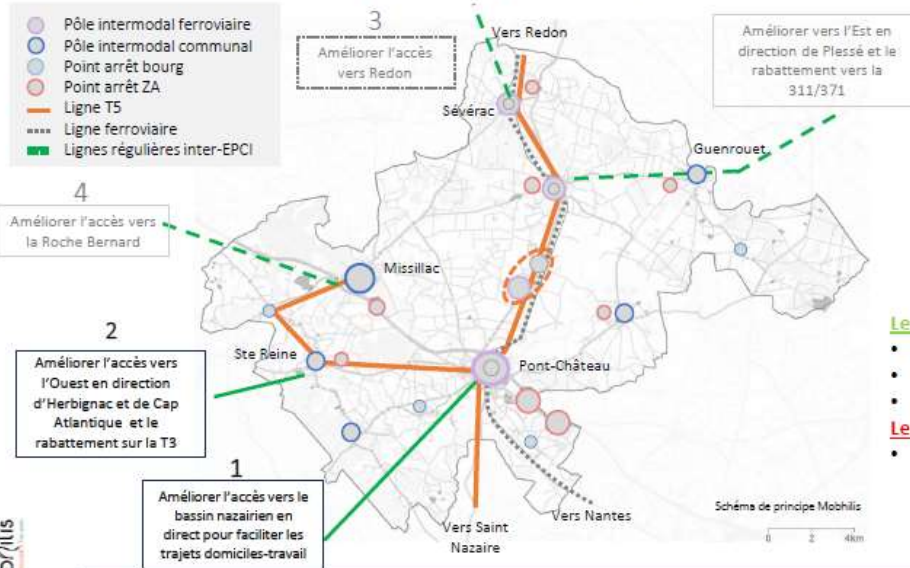 Pôle intermodal ferroviaire
Pôle intermodal communal
Point arrêt bourg
Point arrêt ZA
Ligne T5
Ligne ferroviaire
Lignes régulières inter-EPCI
3
Améliorer l'accès
vers Redon
Vers Redon
Améliorer vers l'Est en
direction de Plessé et le
rabattement vers la
311/371
Sévérac
Guenrouet
4
Améliorer l'accès vers
la Roche Bernard
Missillac
2
Améliorer l'accès vers
l'Ouest en direction
d'Herbignac et de Cap
Atlantique et le
rabattement sur la T3
Ste Reine
Pont-Château
Le
•
•
•
Le
•
1
Améliorer l'accès vers le
bassin nazairien en
direct pour faciliter les
trajets domiciles-travail
Vers Saint
Nazaire
Vers Nantes
Schéma de principe Mobhilis
0 2 4km